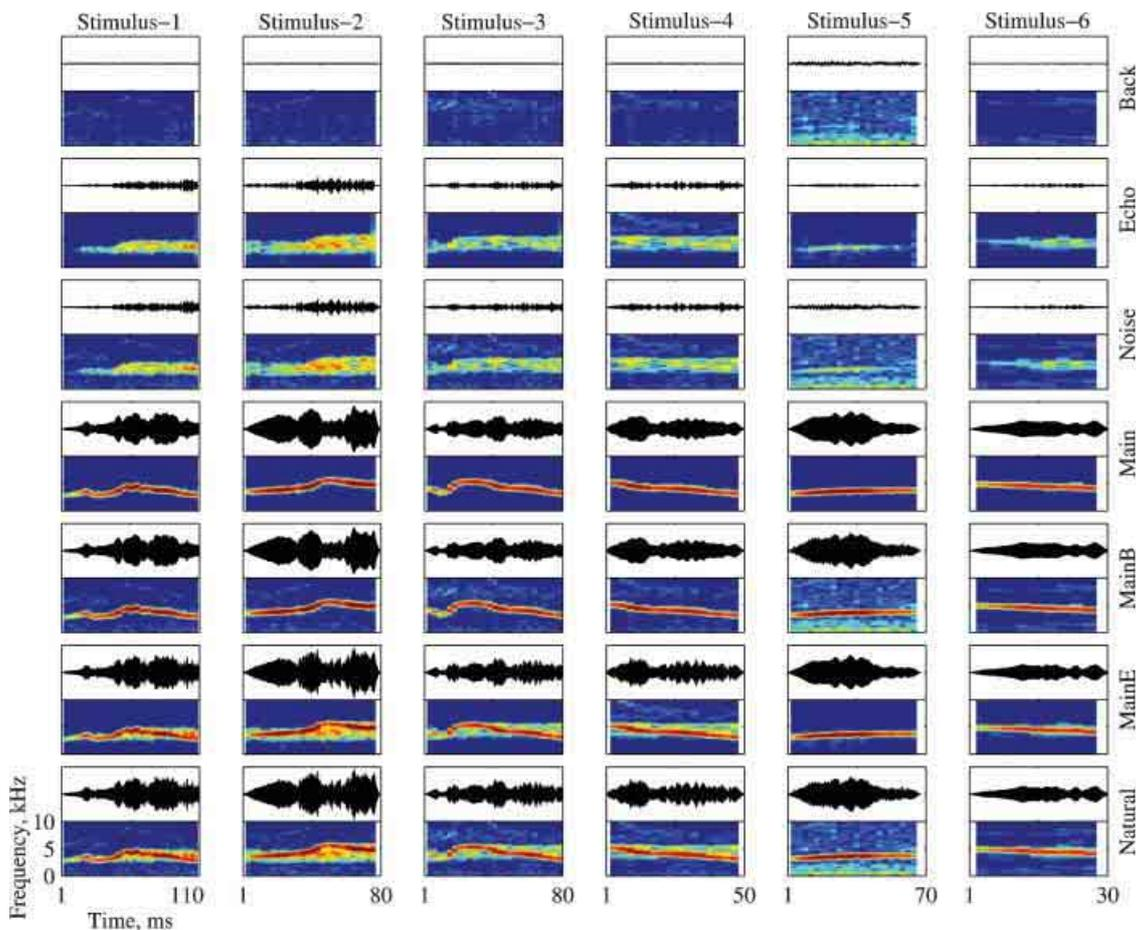 Stimulus–1 Stimulus–2 Stimulus–3 Stimulus–4 Stimulus–5 Stimulus–6
Back
Echo
Noise
Main
MainB
MainE
Natural
Frequency, kHz
10
5
0
1 110 1 80 1 80 1 50 1 70 1 30
Time, ms